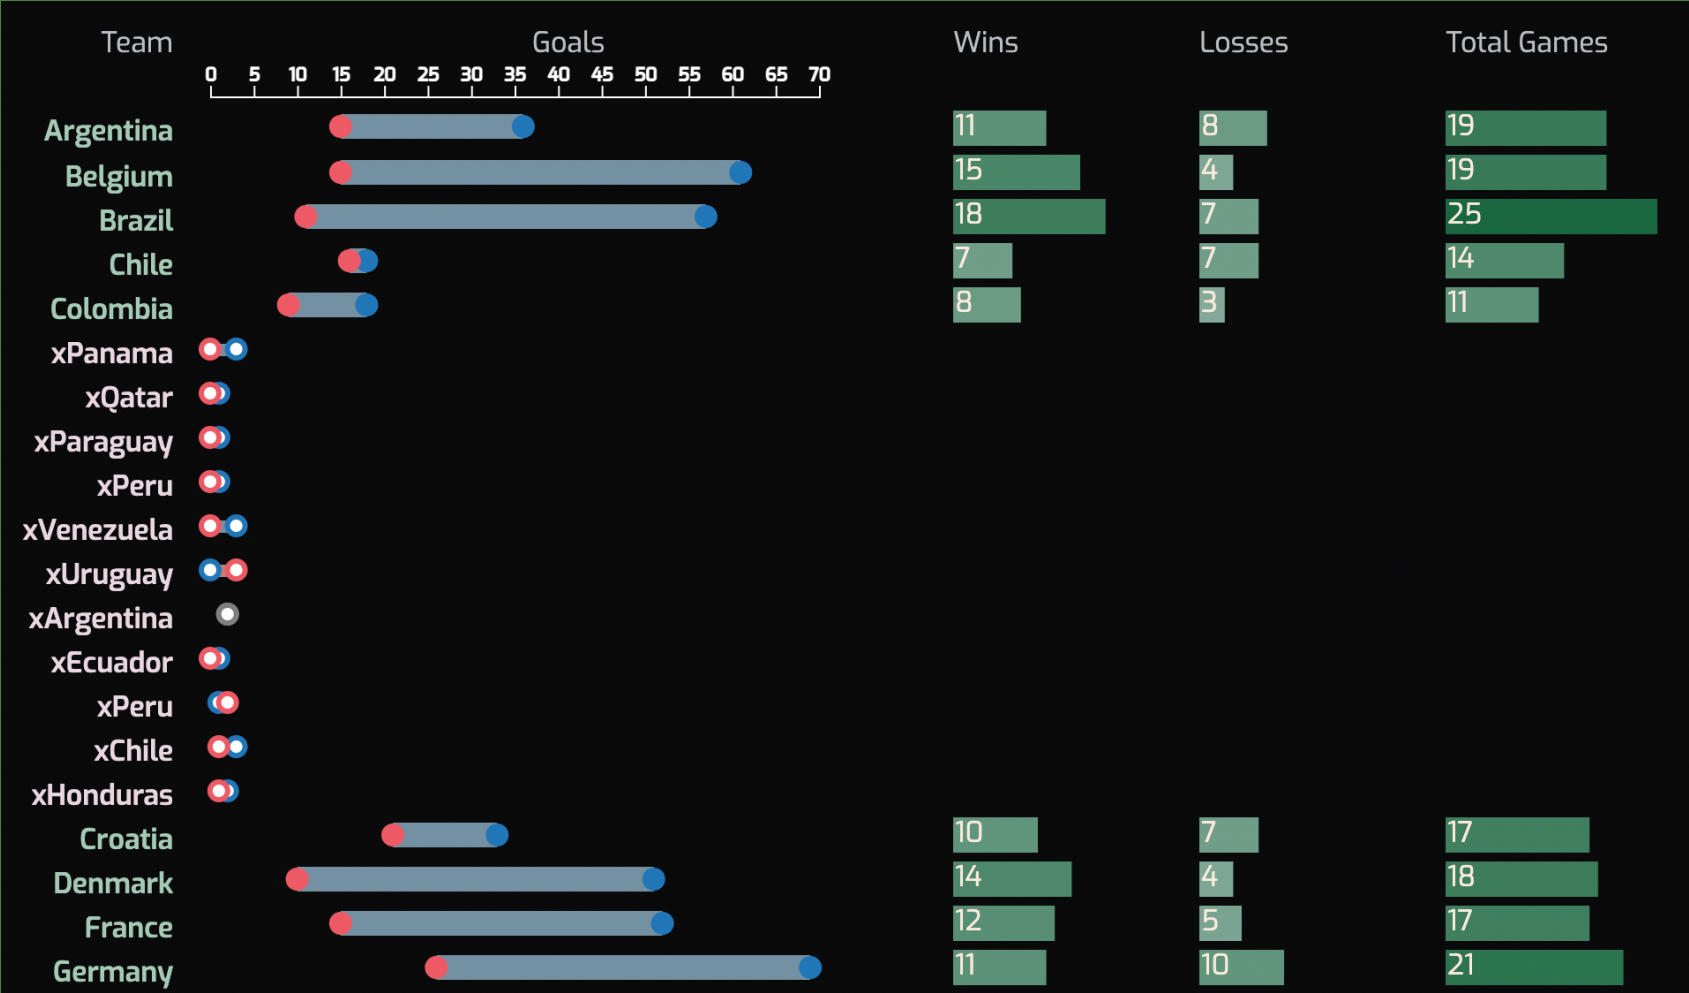 Team Goals Wins Losses Total Games
0 5 10 15 20 25 30 35 40 45 50 55 60 65 70
Argentina 11 8 19
Belgium 15 4 19
Brazil 18 7 25
Chile 7 7 14
Colombia 8 3 11
xPanama
xQatar
xParaguay
xPeru
xVenezuela
xUruguay
xArgentina
xEcuador
xPeru
xChile
xHonduras
Croatia 10 7 17
Denmark 14 4 18
France 12 5 17
Germany 11 10 21